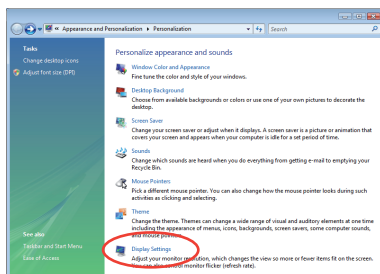 « Appearance and Personalization ▸ Personalization
Search
Tasks
Change desktop icons
Adjust font size (DPI)
See also
Taskbar and Start Menu
Ease of Access
Personalize appearance and sounds
Window Color and Appearance
Fine tune the color and style of your windows.
Desktop Background
Choose from available backgrounds or colors or use one of your own pictures to decorate the
desktop.
Screen Saver
Change your screen saver or adjust when it displays. A screen saver is a picture or animation that
covers your screen and appears when your computer is idle for a set period of time.
Sounds
Change which sounds are heard when you do everything from getting e-mail to emptying your
Recycle Bin.
Mouse Pointers
Pick a different mouse pointer. You can also change how the mouse pointer looks during such
activities as clicking and selecting.
Theme
Change the theme. Themes can change a wide range of visual and auditory elements at one time
including the appearance of menus, icons, backgrounds, screen savers, some computer sounds,
and mouse pointers.
Display Settings
Adjust your monitor resolution, which changes the view so more or fewer items fit on the screen.
You can also control monitor flicker (refresh rate).